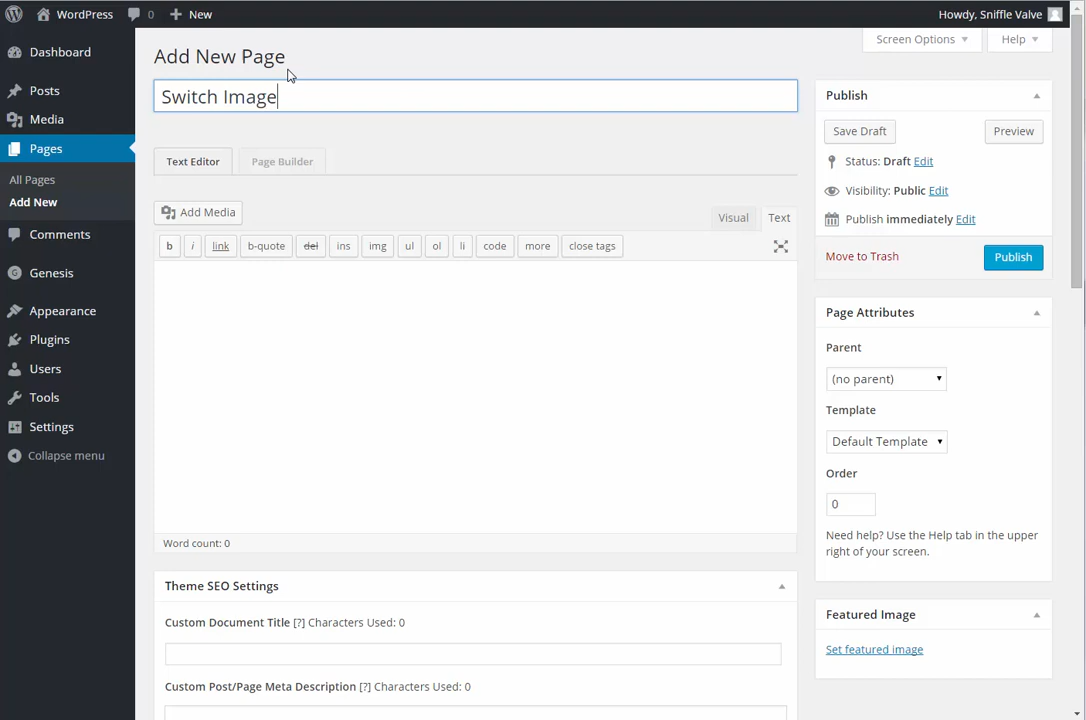 WordPress 0 New Howdy, Sniffle Valve
Dashboard
Posts
Media
Pages
All Pages
Add New
Comments
Genesis
Appearance
Plugins
Users
Tools
Settings
Collapse menu
Screen Options Help
Add New Page
Switch Image
Text Editor Page Builder
Add Media Visual Text
b i link b-quote del ins img ul ol li code more close tags
Word count: 0
Theme SEO Settings
Custom Document Title [?] Characters Used: 0
Custom Post/Page Meta Description [?] Characters Used: 0
Publish
Save Draft Preview
Status: Draft Edit
Visibility: Public Edit
Publish immediately Edit
Move to Trash Publish
Page Attributes
Parent
(no parent)
Template
Default Template
Order
0
Need help? Use the Help tab in the upper
right of your screen.
Featured Image
Set featured image